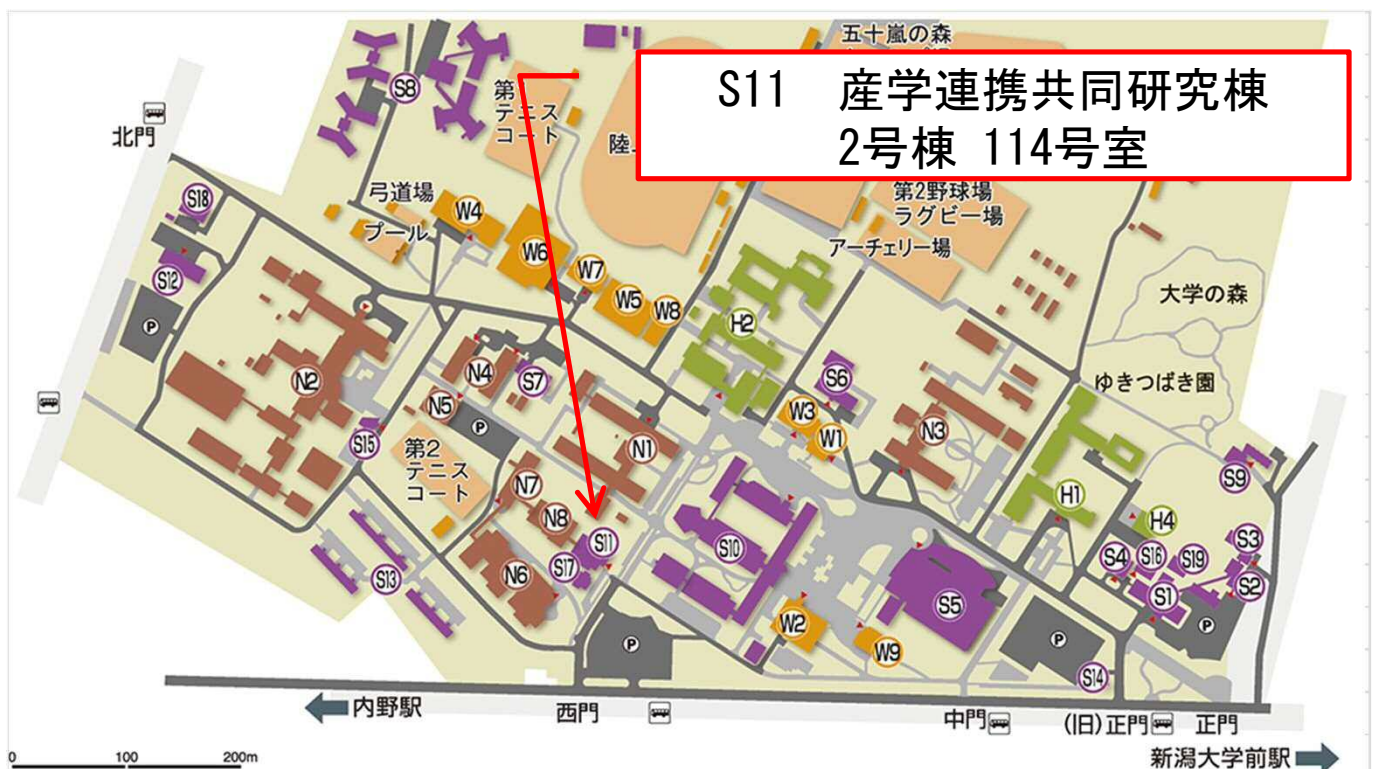 五十嵐の森
S11 産学連携共同研究棟
2号棟 114号室
S8
第1
テニス
コート
陸上
北門
第2野球場
ラグビー場
アーチェリー場
S18
弓道場
プール
W4
W6
W7
W5
W8
S12
P
大学の森
H2
N2
N4
S7
N5
P
S6
ゆきつばき園
W3
W1
N3
S15
第2
テニス
コート
N1
S9
N7
N8
H1
H4
S11
S10
S3
S4
S16
S19
S13
N6
S17
S5
S1
S2
W2
P
W9
P
P
S14
内野駅
西門
中門
(旧)正門
正門
新潟大学前駅
0 100 200m